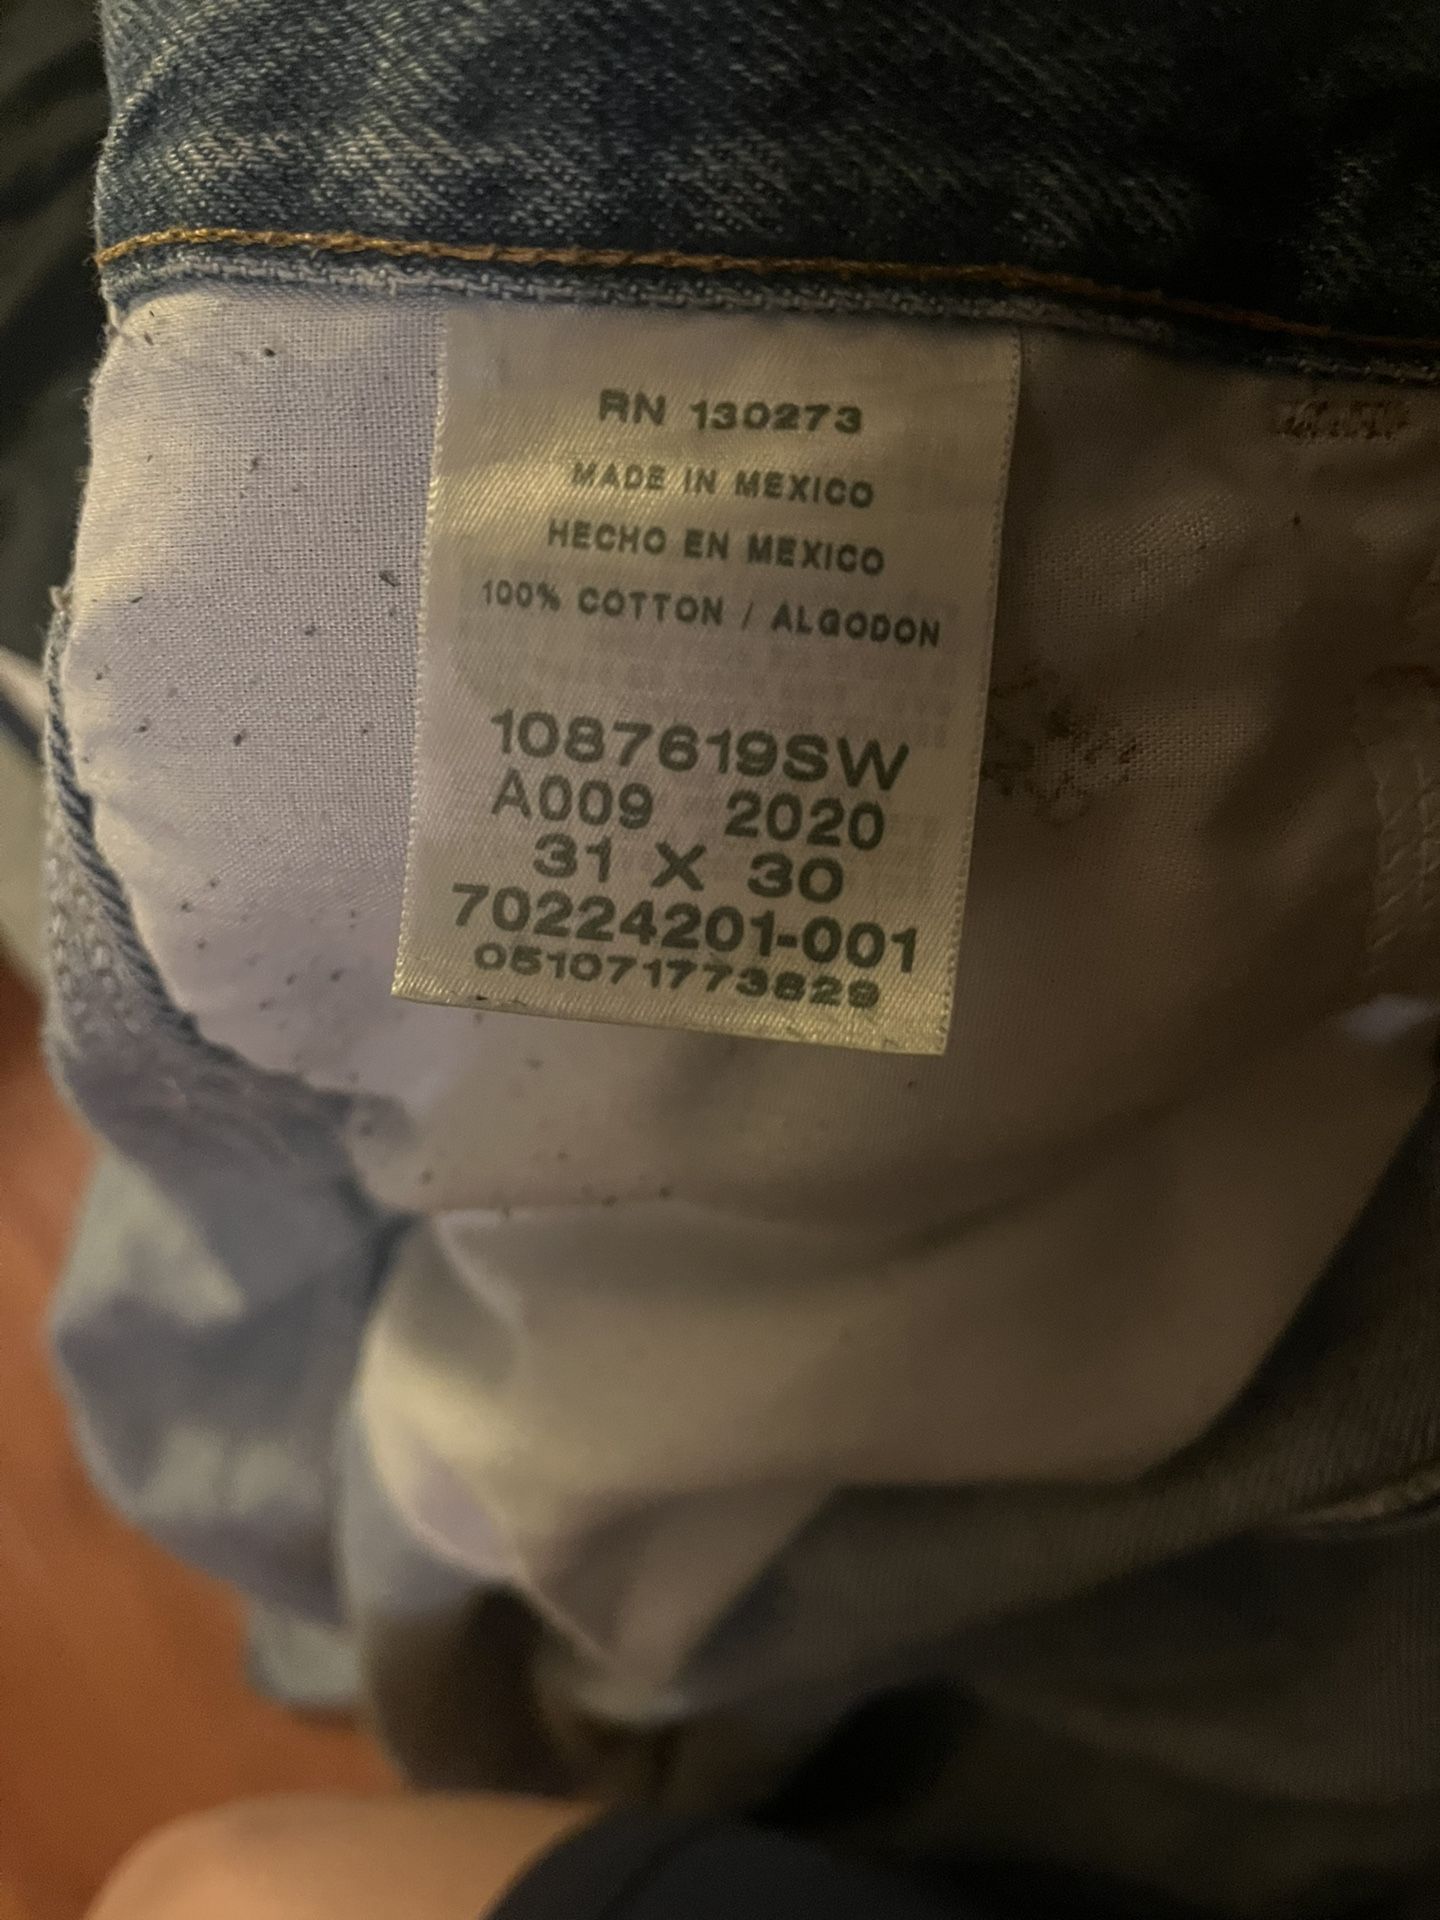 RN 130273
MADE IN MEXICO
HECHO EN MEXICO
100% COTTON / ALGODON
1087619SW
A009 2020
31 X 30
70224201-001
051071773829